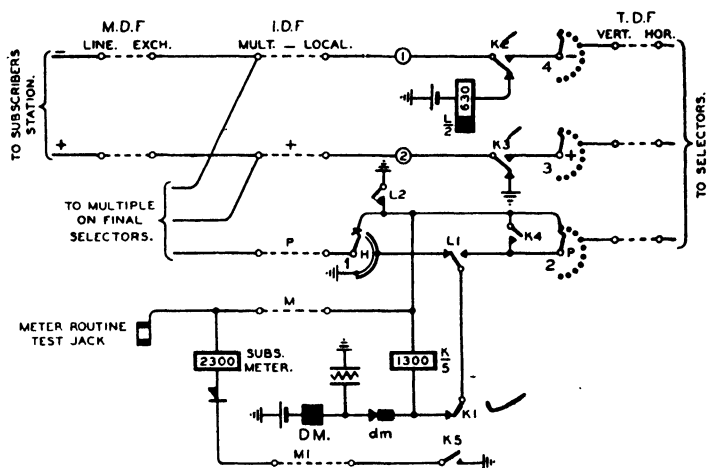 M.D.F I.D.F T.D.F
LINE. EXCH. MULT. — LOCAL. VERT. HOR.
− 1 K2 4 −
630
L/2
TO SUBSCRIBER'S STATION.
+ + 2 K3 3 +
TO SELECTORS.
L2
TO MULTIPLE
ON FINAL
SELECTORS.
K4
P 1 H L1 2 P
M
METER ROUTINE
TEST JACK
2300 SUBS.
METER.
1300 K/5
DM. dm K1
M1 K5